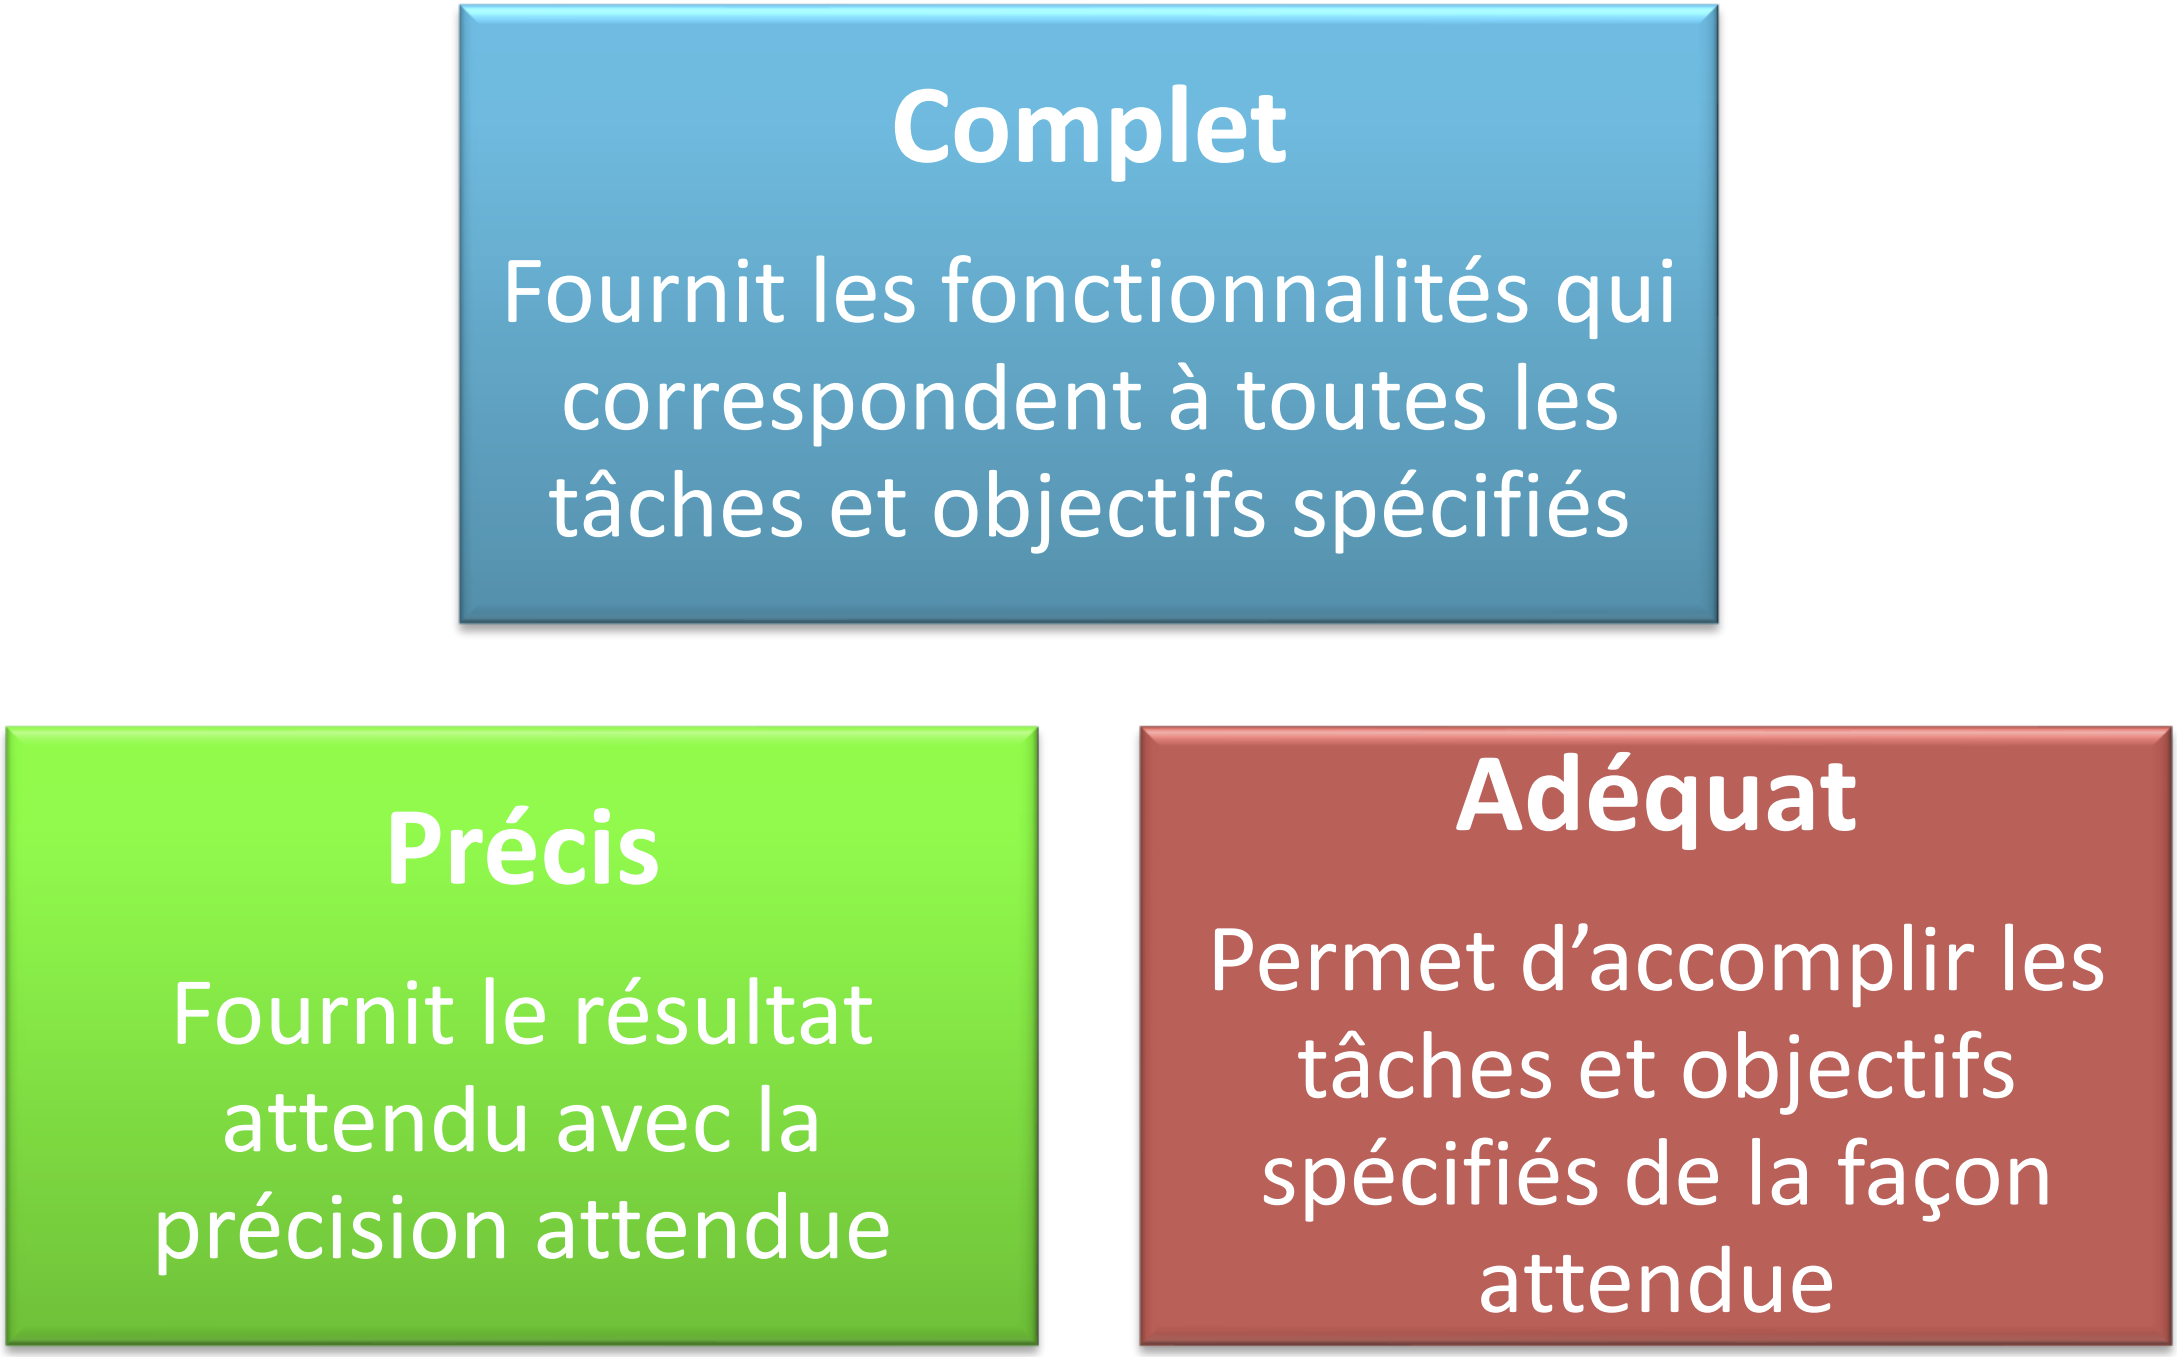 Complet
Fournit les fonctionnalités qui
correspondent à toutes les
tâches et objectifs spécifiés
Précis
Fournit le résultat
attendu avec la
précision attendue
Adéquat
Permet d’accomplir les
tâches et objectifs
spécifiés de la façon
attendue